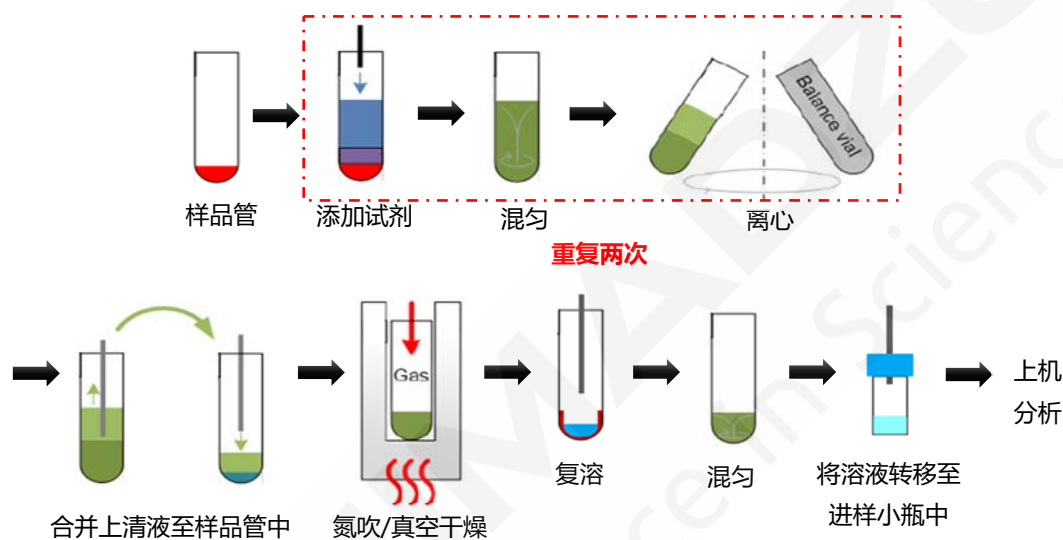 样品管
添加试剂
混匀
Balance vial
离心
重复两次
合并上清液至样品管中
Gas
氮吹/真空干燥
复溶
混匀
将溶液转移至
进样小瓶中
上机
分析